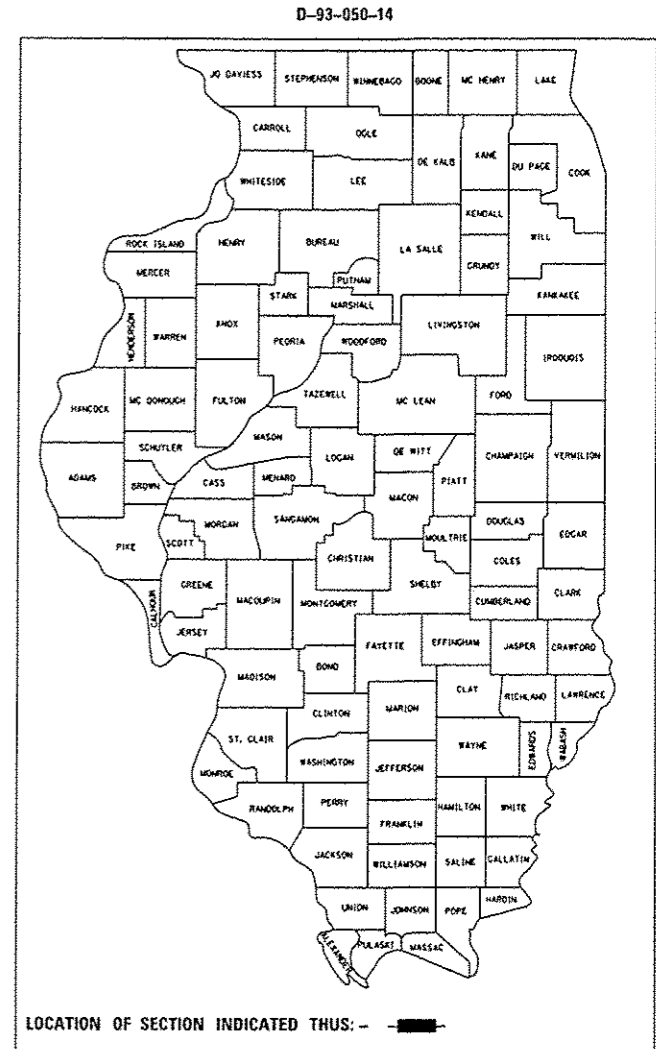 D-93-050-14
JO DAVIESS STEPHENSON WINNEBAGO BOONE MC HENRY LAKE
CARROLL OGLE DE KALB KANE DU PAGE COOK
WHITESIDE LEE KENDALL WILL
ROCK ISLAND HENRY BUREAU LA SALLE GRUNDY
MERCER PUTNAM KANKAKEE
STARK MARSHALL
HENDERSON WARREN KNOX PEORIA WOODFORD LIVINGSTON IROQUOIS
HANCOCK MC DONOUGH FULTON TAZEWELL MC LEAN FORD
SCHUYLER MASON LOGAN DE WITT CHAMPAIGN VERMILION
ADAMS BROWN CASS MENARD MACON PIATT
PIKE SCOTT MORGAN SANGAMON CHRISTIAN MOULTRIE DOUGLAS EDGAR
COLES
CALHOUN GREENE MACOUPIN MONTGOMERY SHELBY CUMBERLAND CLARK
JERSEY FAYETTE EFFINGHAM JASPER CRAWFORD
MADISON BOND CLAY RICHLAND LAWRENCE
CLINTON MARION
ST. CLAIR WASHINGTON JEFFERSON WAYNE EDWARDS WABASH
MONROE
RANDOLPH PERRY FRANKLIN HAMILTON WHITE
JACKSON WILLIAMSON SALINE GALLATIN
UNION JOHNSON POPE HARDIN
ALEXANDER PULASKI MASSAC
LOCATION OF SECTION INDICATED THUS: -